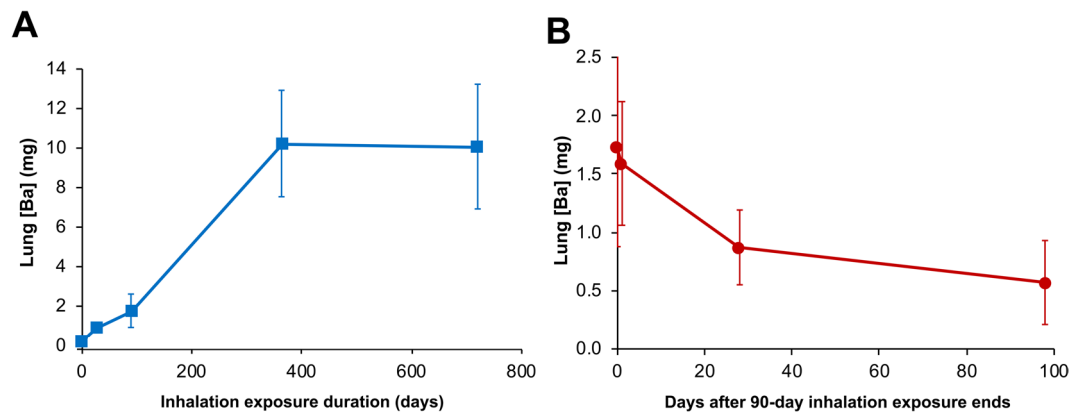 A
Lung [Ba] (mg)
14
12
10
8
6
4
2
0
0 200 400 600 800
Inhalation exposure duration (days)
B
Lung [Ba] (mg)
2.5
2.0
1.5
1.0
0.5
0.0
0 20 40 60 80 100
Days after 90-day inhalation exposure ends